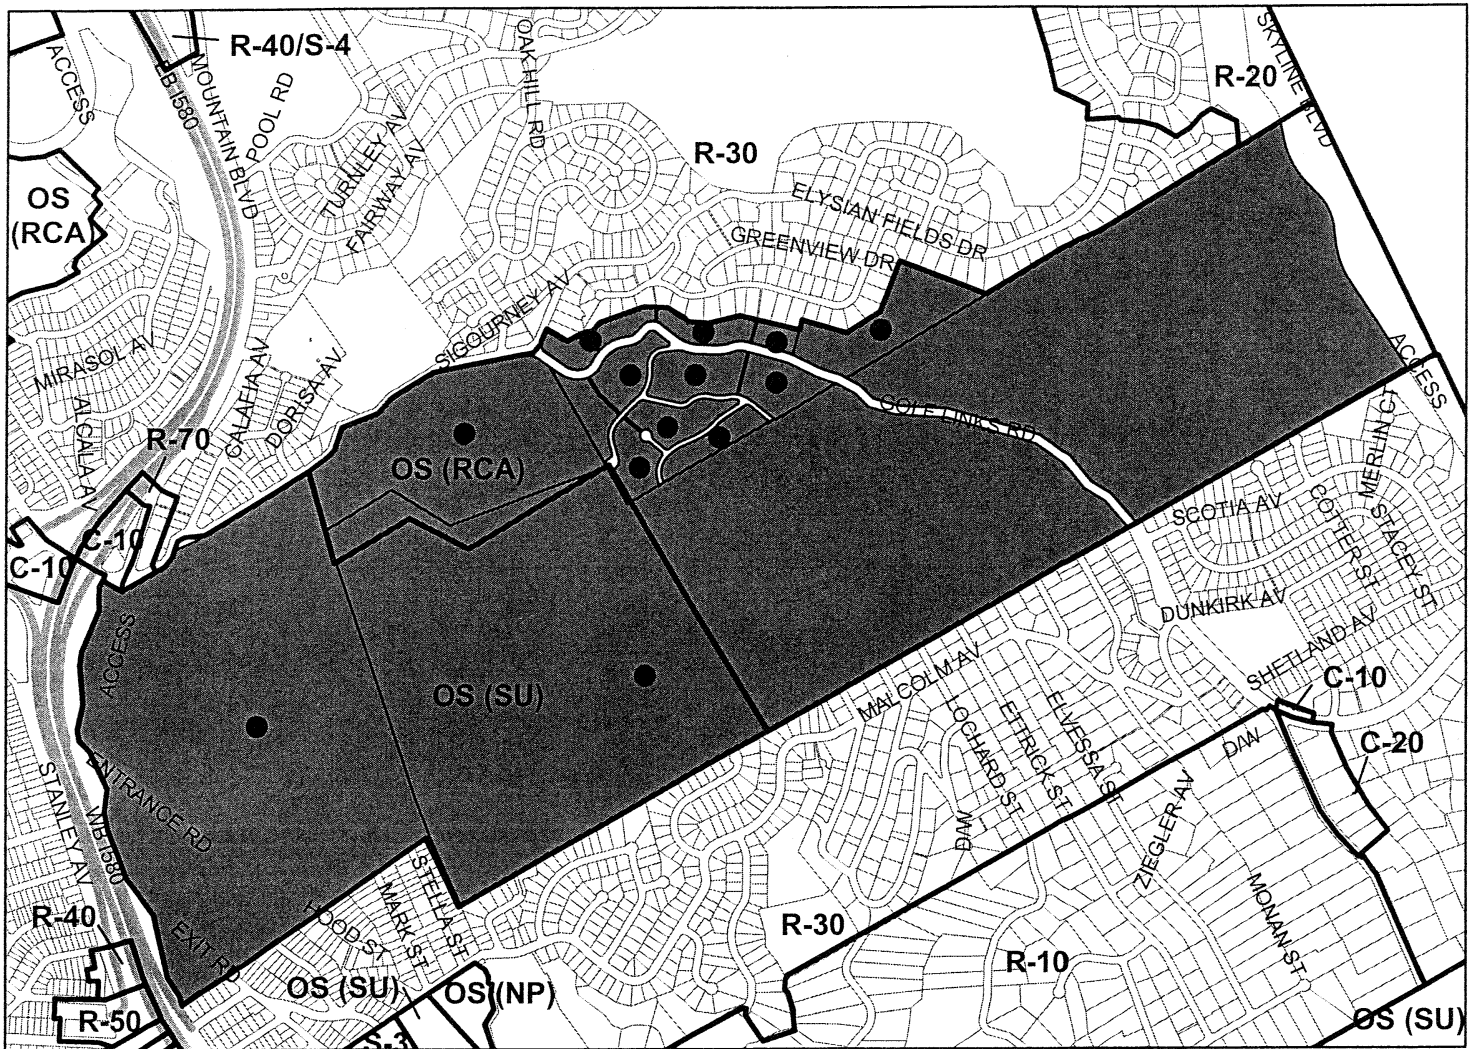 R-40/S-4
ACCESS
EB I580
MOUNTAIN BLVD
POOL RD
OAK HILL RD
SKYLINE BLVD
R-20
TURNLEY AV
FAIRWAY AV
R-30
OS
(RCA)
ELYSIAN FIELDS DR
GREENVIEW DR
SIGOURNEY AV
MIRASOL AV
CALAFIA AV
DORISA AV
ACCESS
ALCALA AV
R-70
GOLF LINKS RD
MERLIN CT
OS (RCA)
C-10
C-10
SCOTIA AV
COTTER ST
STACEY ST
DUNKIRK AV
ACCESS
SHETLAND AV
MALCOLM AV
C-10
OS (SU)
LOCHARD ST
ETTRICK ST
ELVESSA ST
D/W
C-20
ENTRANCE RD
STANLEY AV
WB I580
D/W
ZIEGLER AV
STELLA ST
MARK ST
HOOD ST
MONAN ST
R-40
EXIT RD
R-30
R-10
OS (SU)
OS (NP)
R-50
S-3
OS (SU)